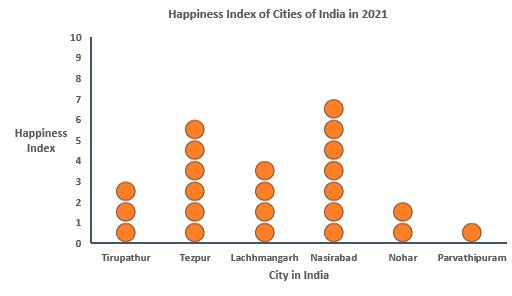 Happiness Index of Cities of India in 2021
10
9
8
7
6
5
4
3
2
1
0
Happiness
Index
Tirupathur Tezpur Lachhmangarh Nasirabad Nohar Parvathipuram
City in India